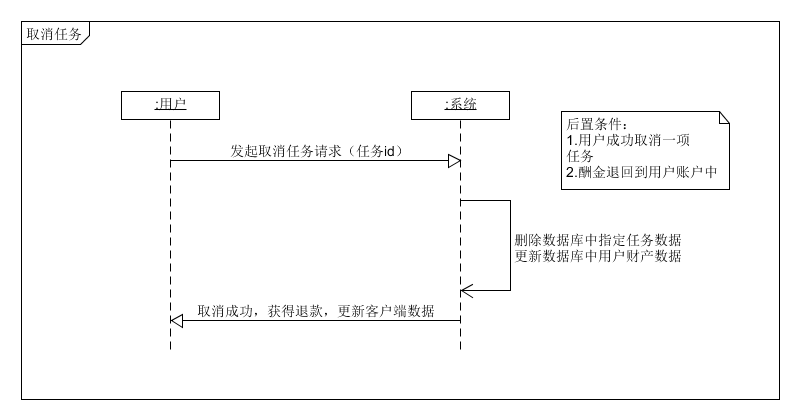 取消任务
:用户
:系统
发起取消任务请求（任务id）
后置条件：
1.用户成功取消一项
任务
2.酬金退回到用户账户中
删除数据库中指定任务数据
更新数据库中用户财产数据
取消成功，获得退款，更新客户端数据